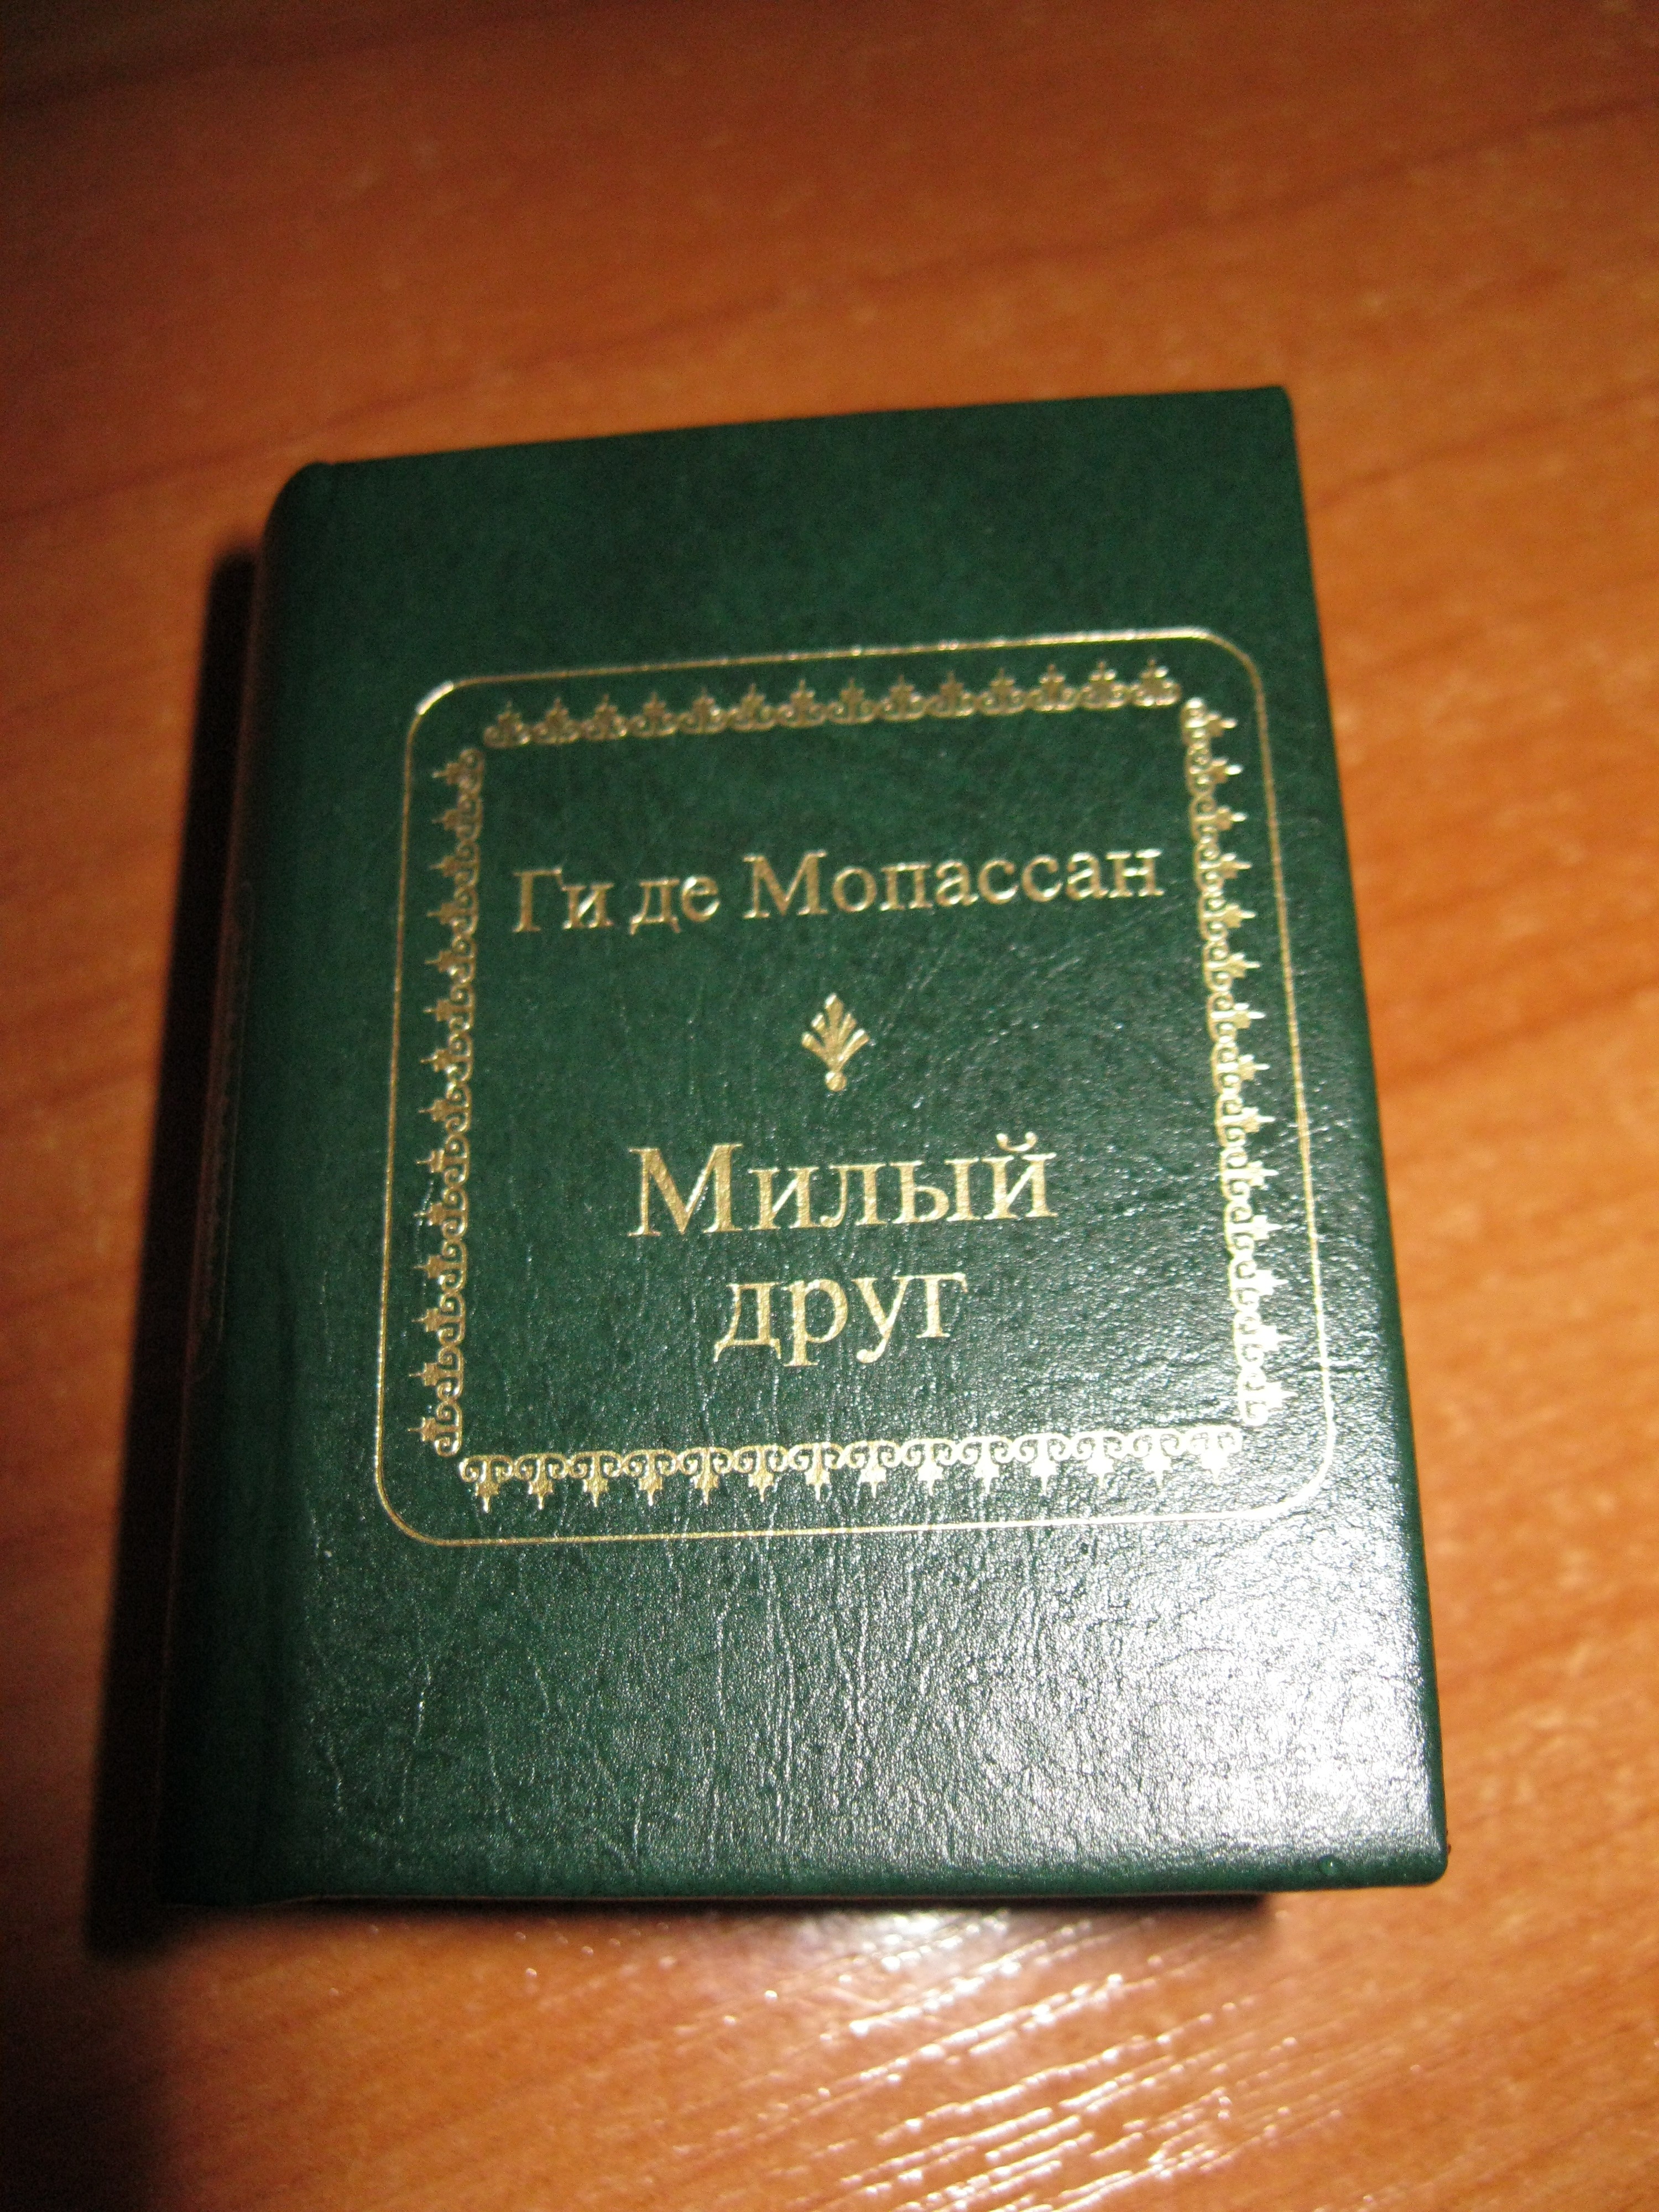 Ги де Мопассан
Милый
друг